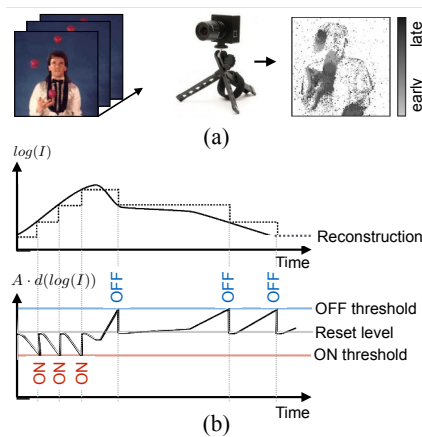 late
early
(a)
log(I)
Reconstruction
Time
A · d(log(I))
OFF
OFF
OFF
OFF threshold
Reset level
ON threshold
ON
ON
ON
Time
(b)